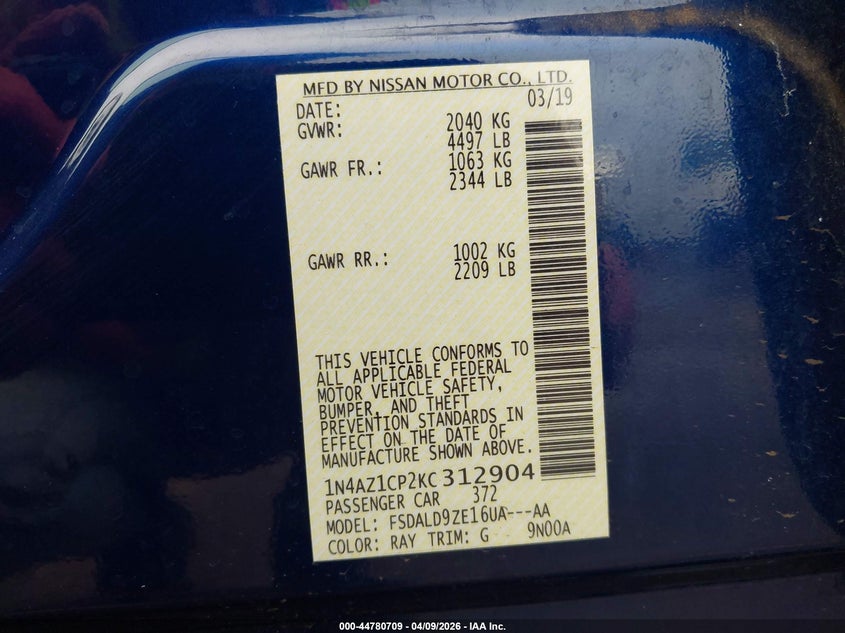 MFD BY NISSAN MOTOR CO., LTD.
DATE: 03/19
GVWR: 2040 KG
4497 LB
GAWR FR.: 1063 KG
2344 LB
GAWR RR.: 1002 KG
2209 LB
THIS VEHICLE CONFORMS TO
ALL APPLICABLE FEDERAL
MOTOR VEHICLE SAFETY,
BUMPER, AND THEFT
PREVENTION STANDARDS IN
EFFECT ON THE DATE OF
MANUFACTURE SHOWN ABOVE.
1N4AZ1CP2KC312904
PASSENGER CAR 372
MODEL: FSDALD9ZE16UA---AA
COLOR: RAY TRIM: G 9N00A
000-44780709 - 04/09/2026 - IAA Inc.